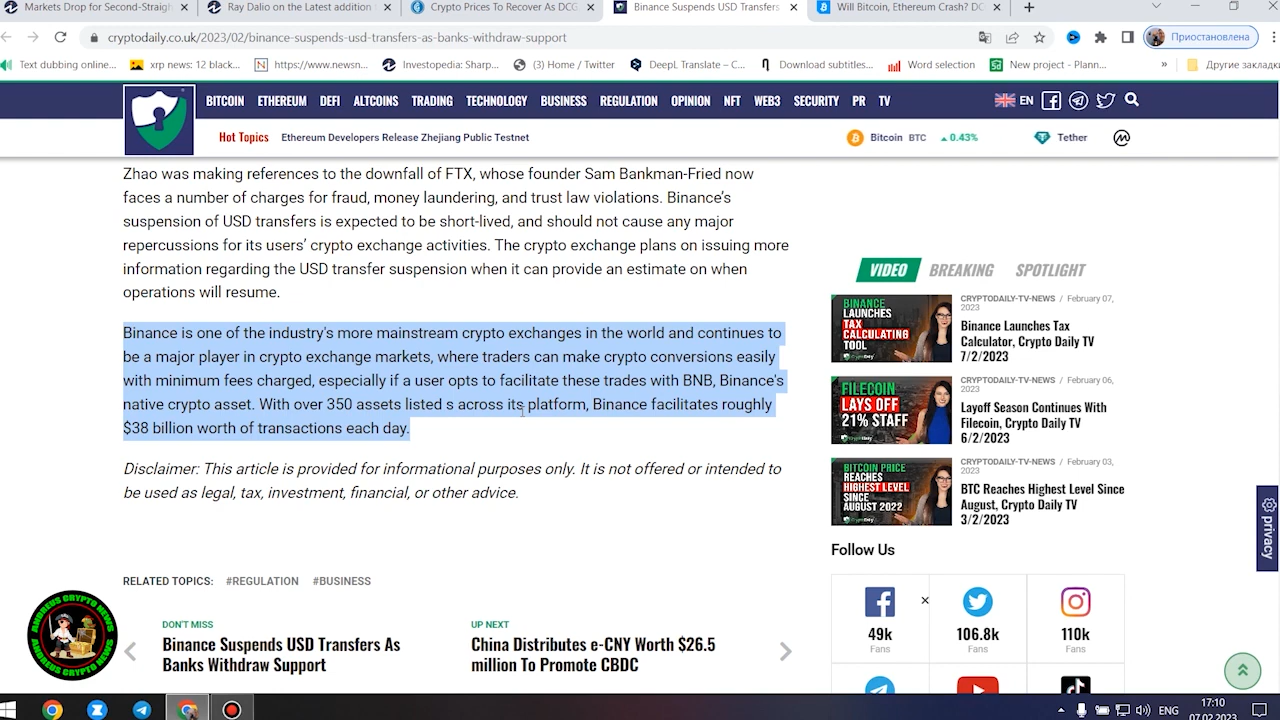 Markets Drop for Second-Straigh
Ray Dalio on the Latest addition
Crypto Prices To Recover As DCG
Binance Suspends USD Transfers
Will Bitcoin, Ethereum Crash? DC
cryptodaily.co.uk/2023/02/binance-suspends-usd-transfers-as-banks-withdraw-support
Приостановлена
Text dubbing online...
xrp news: 12 black...
https://www.newsn...
Investopedia: Sharp...
(3) Home / Twitter
DeepL Translate – C...
Download subtitles...
Word selection
New project - Plann...
»
Другие закладки
BITCOIN ETHEREUM DEFI ALTCOINS TRADING TECHNOLOGY BUSINESS REGULATION OPINION NFT WEB3 SECURITY PR TV
EN
Hot Topics Ethereum Developers Release Zhejiang Public Testnet
Bitcoin BTC ▲0.43%
Tether
Zhao was making references to the downfall of FTX, whose founder Sam Bankman-Fried now
faces a number of charges for fraud, money laundering, and trust law violations. Binance's
suspension of USD transfers is expected to be short-lived, and should not cause any major
repercussions for its users' crypto exchange activities. The crypto exchange plans on issuing more
information regarding the USD transfer suspension when it can provide an estimate on when
operations will resume.
Binance is one of the industry's more mainstream crypto exchanges in the world and continues to
be a major player in crypto exchange markets, where traders can make crypto conversions easily
with minimum fees charged, especially if a user opts to facilitate these trades with BNB, Binance's
native crypto asset. With over 350 assets listed s across its platform, Binance facilitates roughly
$38 billion worth of transactions each day.
Disclaimer: This article is provided for informational purposes only. It is not offered or intended to
be used as legal, tax, investment, financial, or other advice.
RELATED TOPICS: #REGULATION #BUSINESS
DON'T MISS
Binance Suspends USD Transfers As
Banks Withdraw Support
UP NEXT
China Distributes e-CNY Worth $26.5
million To Promote CBDC
ANDREUS CRYPTO NEWS
ANDREUS CRYPTO NEWS
VIDEO BREAKING SPOTLIGHT
BINANCE
LAUNCHES
TAX
CALCULATING
TOOL
CRYPTODAILY-TV-NEWS / February 07,
2023
Binance Launches Tax
Calculator, Crypto Daily TV
7/2/2023
FILECOIN
LAYS OFF
21% STAFF
CRYPTODAILY-TV-NEWS / February 06,
2023
Layoff Season Continues With
Filecoin, Crypto Daily TV
6/2/2023
BITCOIN PRICE
REACHES
HIGHEST LEVEL
SINCE
AUGUST 2022
CRYPTODAILY-TV-NEWS / February 03,
2023
BTC Reaches Highest Level Since
August, Crypto Daily TV
3/2/2023
Follow Us
49k
Fans
106.8k
Fans
110k
Fans
privacy
17:10
ENG
07.02.2023